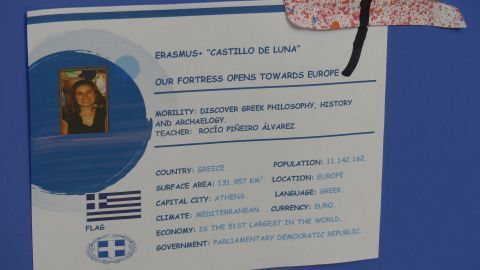 ERASMUS+ "CASTILLO DE LUNA"
OUR FORTRESS OPENS TOWARDS EUROPE
MOBILITY: DISCOVER GREEK PHILOSOPHY, HISTORY
AND ARCHAELOGY.
TEACHER: ROCÍO PIÑEIRO ÁLVAREZ
COUNTRY: GREECE. POPULATION: 11.142.162.
SURFACE AREA: 131.957 KM². LOCATION: EUROPE.
CAPITAL CITY: ATHENS. LANGUAGE: GREEK.
CLIMATE: MEDITERRANEAN. CURRENCY: EURO.
ECONOMY: IS THE 51ST LARGEST IN THE WORLD.
GOVERNMENT: PARLIAMENTARY DEMOCRATIC REPUBLIC.
FLAG